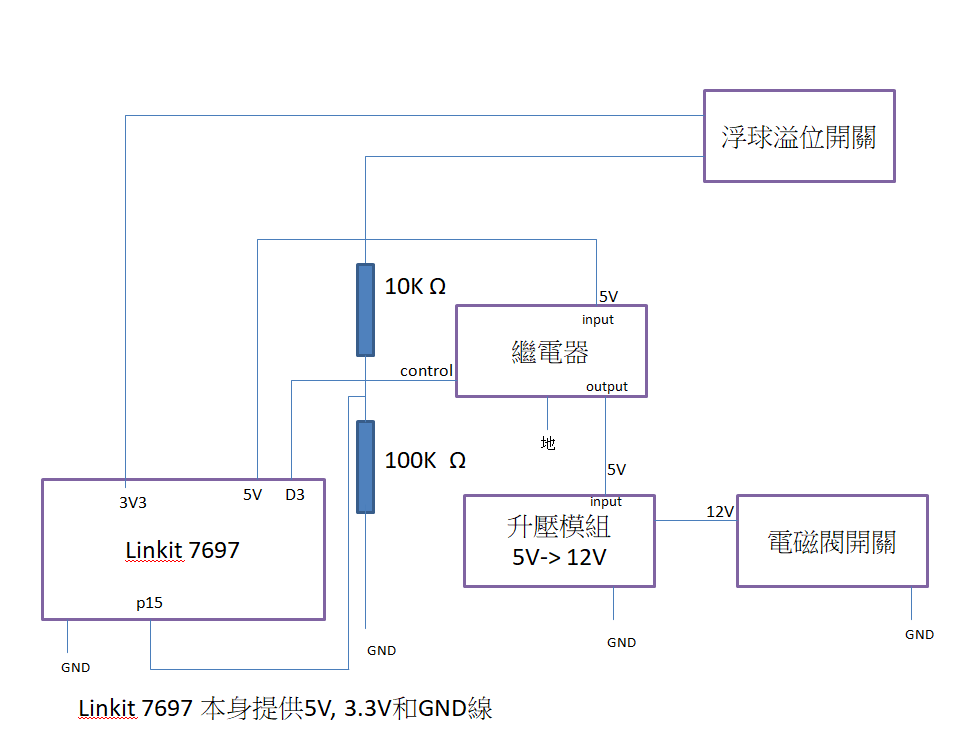 浮球溢位開關
10K Ω
5V
input
繼電器
control
output
地
100K Ω
5V
input
升壓模組
5V-> 12V
12V
電磁閥開關
3V3
5V
D3
Linkit 7697
p15
GND
GND
GND
GND
Linkit 7697 本身提供5V, 3.3V和GND線